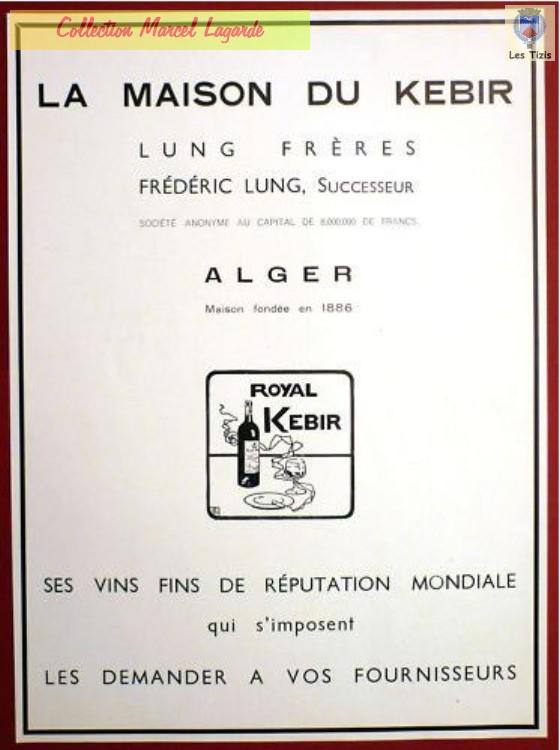 Collection Marcel Lagarde
Les Tizis
LA MAISON DU KEBIR
LUNG FRÈRES
FRÉDÉRIC LUNG, Successeur
SOCIÉTÉ ANONYME AU CAPITAL DE 8.000.000 DE FRANCS
ALGER
Maison fondée en 1886
ROYAL
KEBIR
SES VINS FINS DE RÉPUTATION MONDIALE
qui s'imposent
LES DEMANDER A VOS FOURNISSEURS